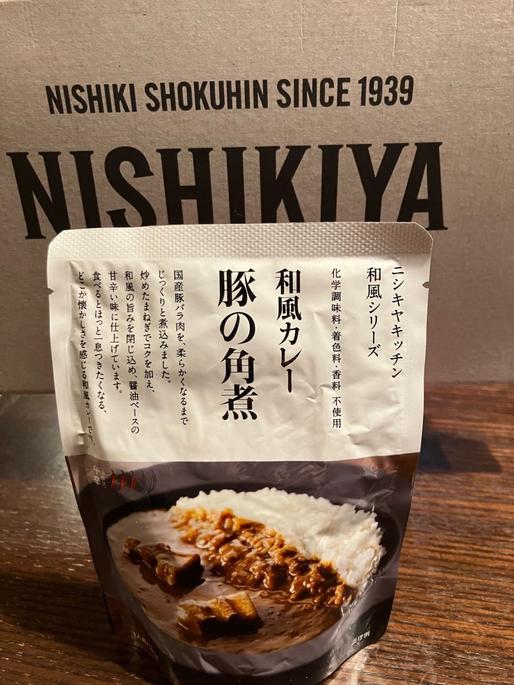 NISHIKI SHOKUHIN SINCE 1939
NISHIKIYA
ニシキヤキッチン
和風シリーズ
化学調味料・着色料・香料 不使用
和風カレー
豚の角煮
国産豚バラ肉を、柔らかくなるまで
じっくりと煮込みました。
炒めたまねぎでコクを加え、
和風の旨みを閉じ込め、醤油ベースの
甘辛い味に仕上げています。
食べるとほっと一息つきたくなる、
どこか懐かしさを感じる和風カレーです。